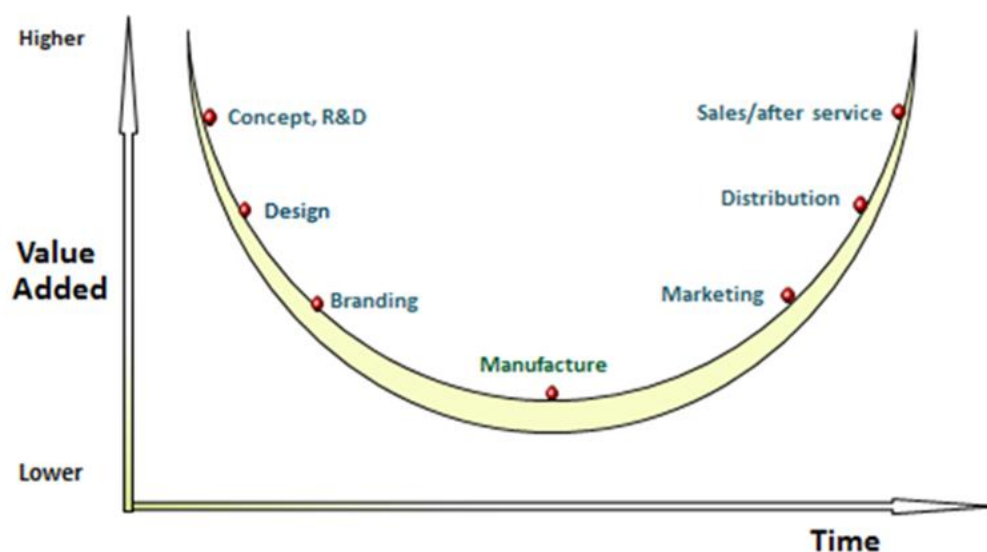 Higher
Concept, R&D
Sales/after service
Design
Distribution
Value
Added
Branding
Marketing
Manufacture
Lower
Time